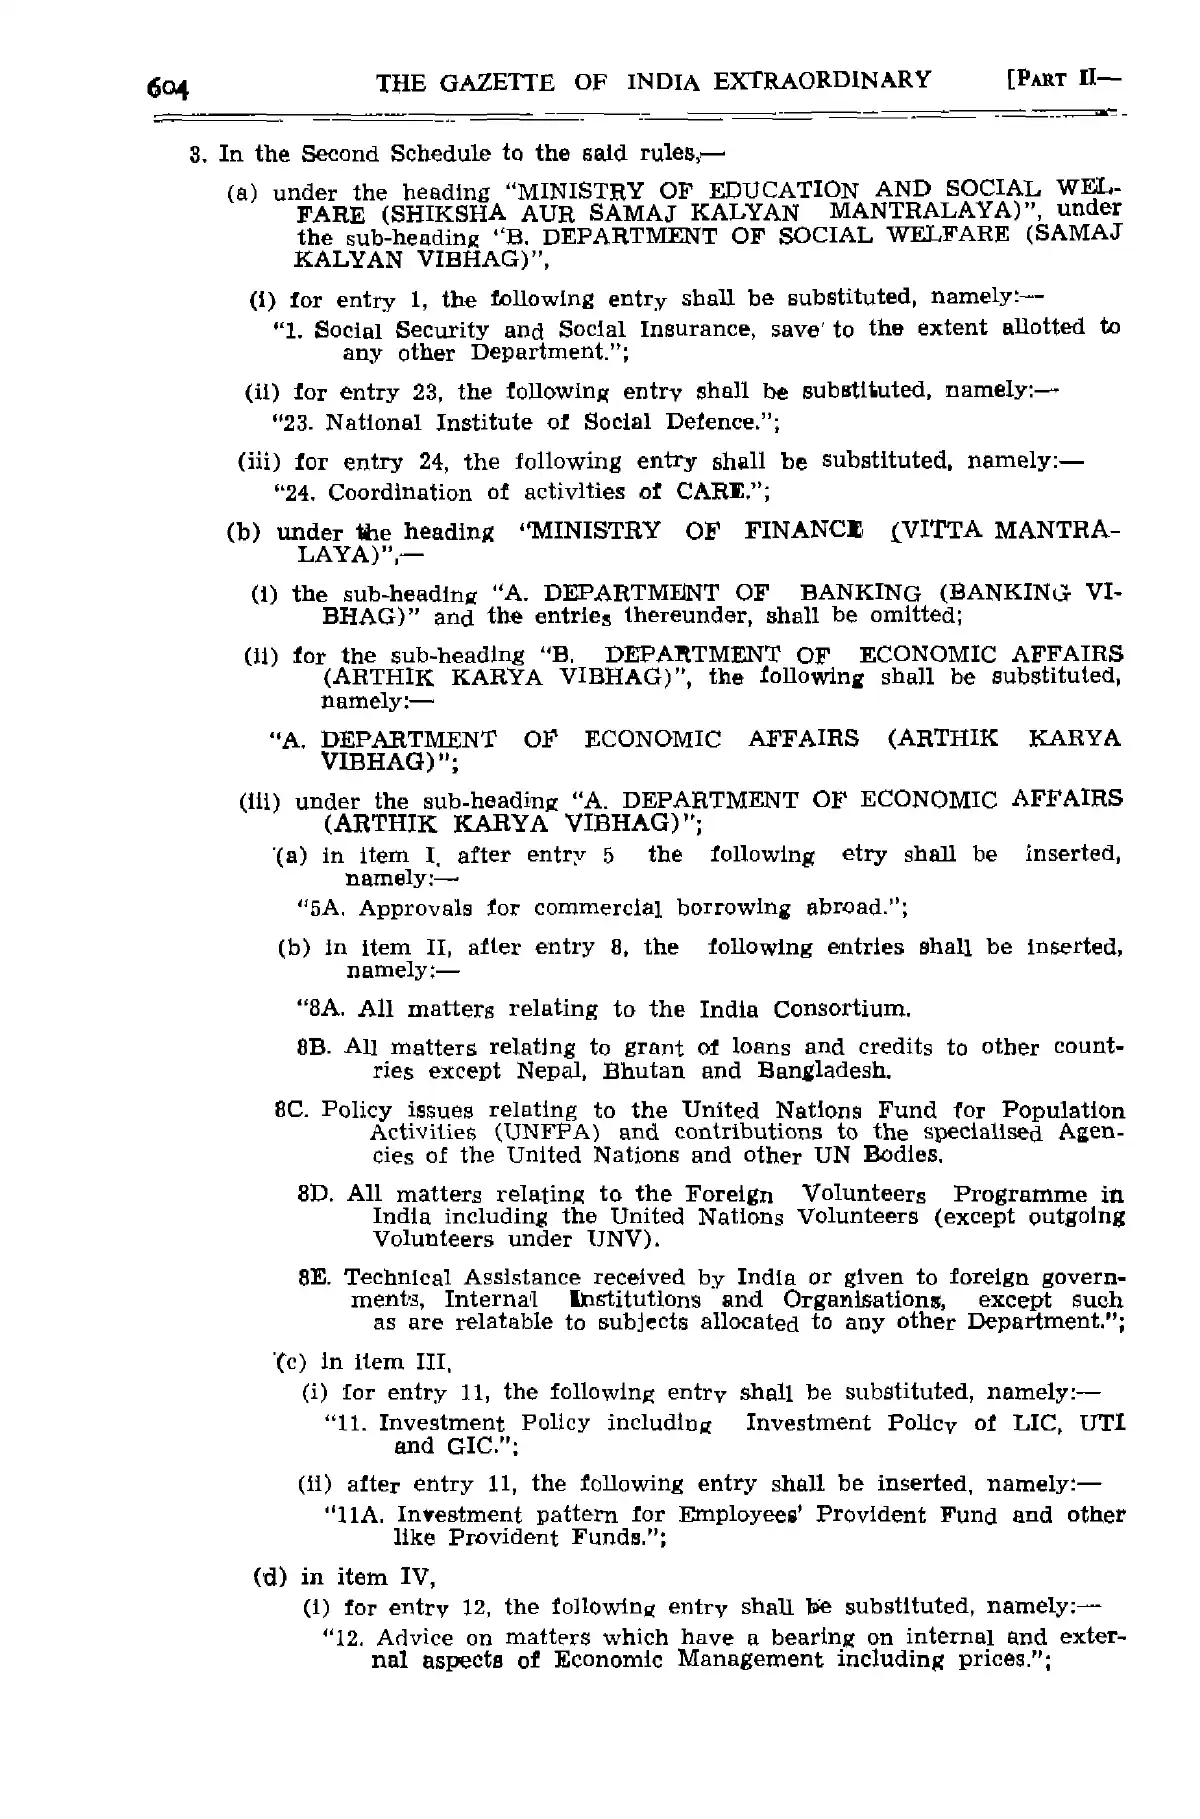 604 THE GAZETTE OF INDIA EXTRAORDINARY [PART II—
3. In the Second Schedule to the said rules,—
(a) under the heading "MINISTRY OF EDUCATION AND SOCIAL WEL-
FARE (SHIKSHA AUR SAMAJ KALYAN MANTRALAYA)", under
the sub-heading "B. DEPARTMENT OF SOCIAL WELFARE (SAMAJ
KALYAN VIBHAG)",
(i) for entry 1, the following entry shall be substituted, namely:—
"1. Social Security and Social Insurance, save to the extent allotted to
any other Department.";
(ii) for entry 23, the following entry shall be substituted, namely:—
"23. National Institute of Social Defence.";
(iii) for entry 24, the following entry shall be substituted, namely:—
"24. Coordination of activities of CARE.";
(b) under the heading "MINISTRY OF FINANCE (VITTA MANTRA-
LAYA)",—
(i) the sub-heading "A. DEPARTMENT OF BANKING (BANKING VI-
BHAG)" and the entries thereunder, shall be omitted;
(ii) for the sub-heading "B. DEPARTMENT OF ECONOMIC AFFAIRS
(ARTHIK KARYA VIBHAG)", the following shall be substituted,
namely:—
"A. DEPARTMENT OF ECONOMIC AFFAIRS (ARTHIK KARYA
VIBHAG)";
(iii) under the sub-heading "A. DEPARTMENT OF ECONOMIC AFFAIRS
(ARTHIK KARYA VIBHAG)";
(a) in item I, after entry 5 the following etry shall be inserted,
namely:—
"5A. Approvals for commercial borrowing abroad.";
(b) in item II, after entry 8, the following entries shall be inserted,
namely:—
"8A. All matters relating to the India Consortium.
8B. All matters relating to grant of loans and credits to other count-
ries except Nepal, Bhutan and Bangladesh.
8C. Policy issues relating to the United Nations Fund for Population
Activities (UNFPA) and contributions to the specialised Agen-
cies of the United Nations and other UN Bodies.
8D. All matters relating to the Foreign Volunteers Programme in
India including the United Nations Volunteers (except outgoing
Volunteers under UNV).
8E. Technical Assistance received by India or given to foreign govern-
ments, Internal Institutions and Organisations, except such
as are relatable to subjects allocated to any other Department.";
(c) in item III,
(i) for entry 11, the following entry shall be substituted, namely:—
"11. Investment Policy including Investment Policy of LIC, UTI
and GIC.";
(ii) after entry 11, the following entry shall be inserted, namely:—
"11A. Investment pattern for Employees' Provident Fund and other
like Provident Funds.";
(d) in item IV,
(i) for entry 12, the following entry shall be substituted, namely:—
"12. Advice on matters which have a bearing on internal and exter-
nal aspects of Economic Management including prices.";